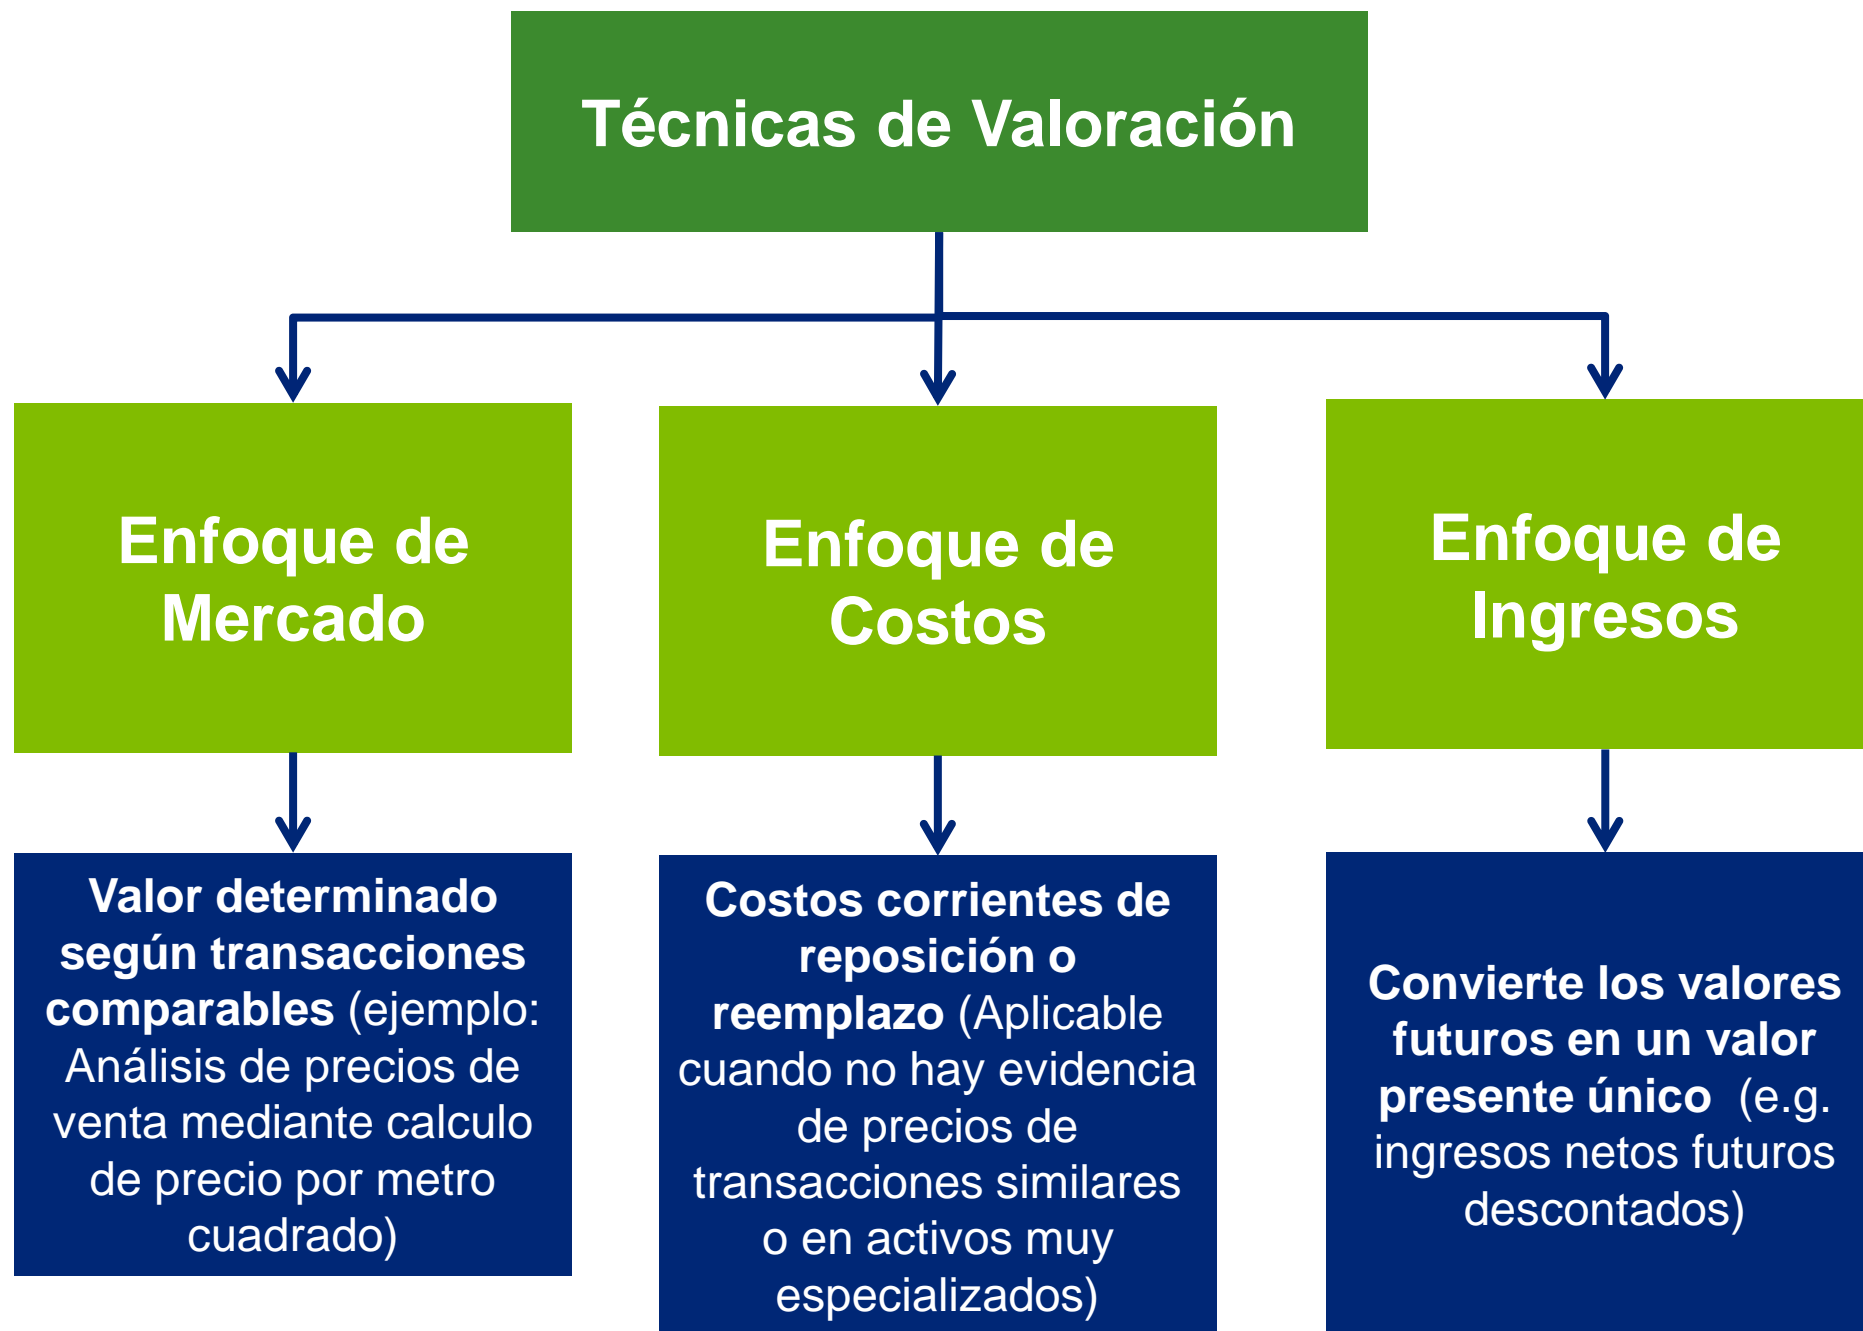 Técnicas de Valoración
Enfoque de
Mercado
Enfoque de
Costos
Enfoque de
Ingresos
Valor determinado
según transacciones
comparables (ejemplo:
Análisis de precios de
venta mediante calculo
de precio por metro
cuadrado)
Costos corrientes de
reposición o
reemplazo (Aplicable
cuando no hay evidencia
de precios de
transacciones similares
o en activos muy
especializados)
Convierte los valores
futuros en un valor
presente único (e.g.
ingresos netos futuros
descontados)